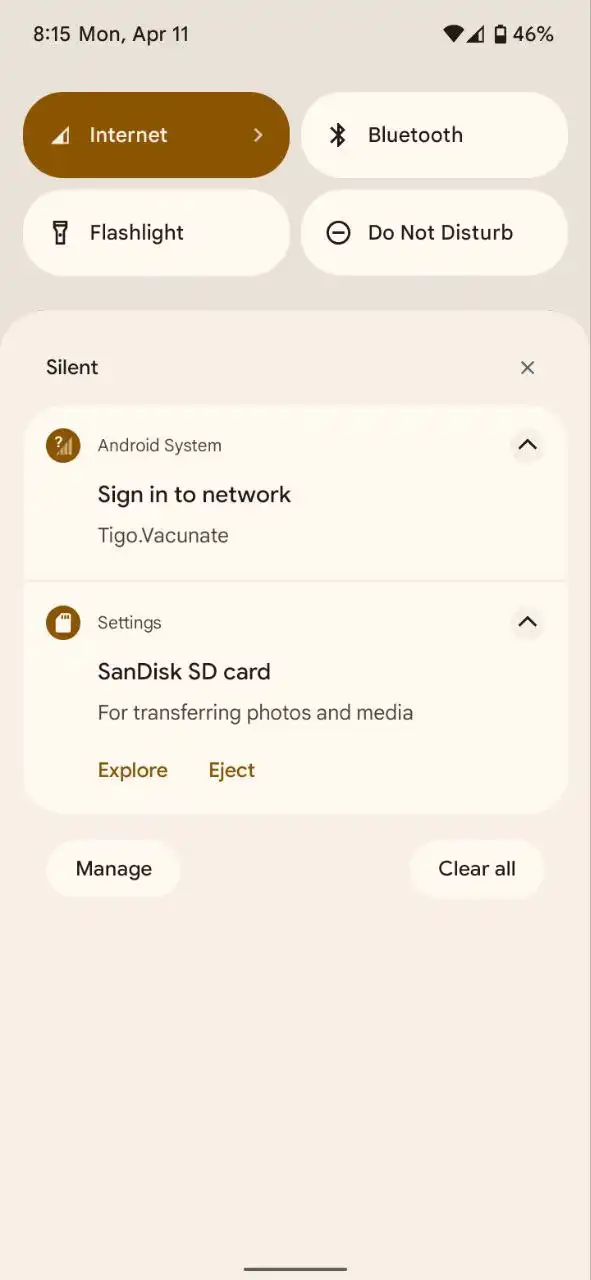 8:15 Mon, Apr 11 46%
Internet Bluetooth
Flashlight Do Not Disturb
Silent
Android System
Sign in to network
Tigo.Vacunate
Settings
SanDisk SD card
For transferring photos and media
Explore Eject
Manage Clear all